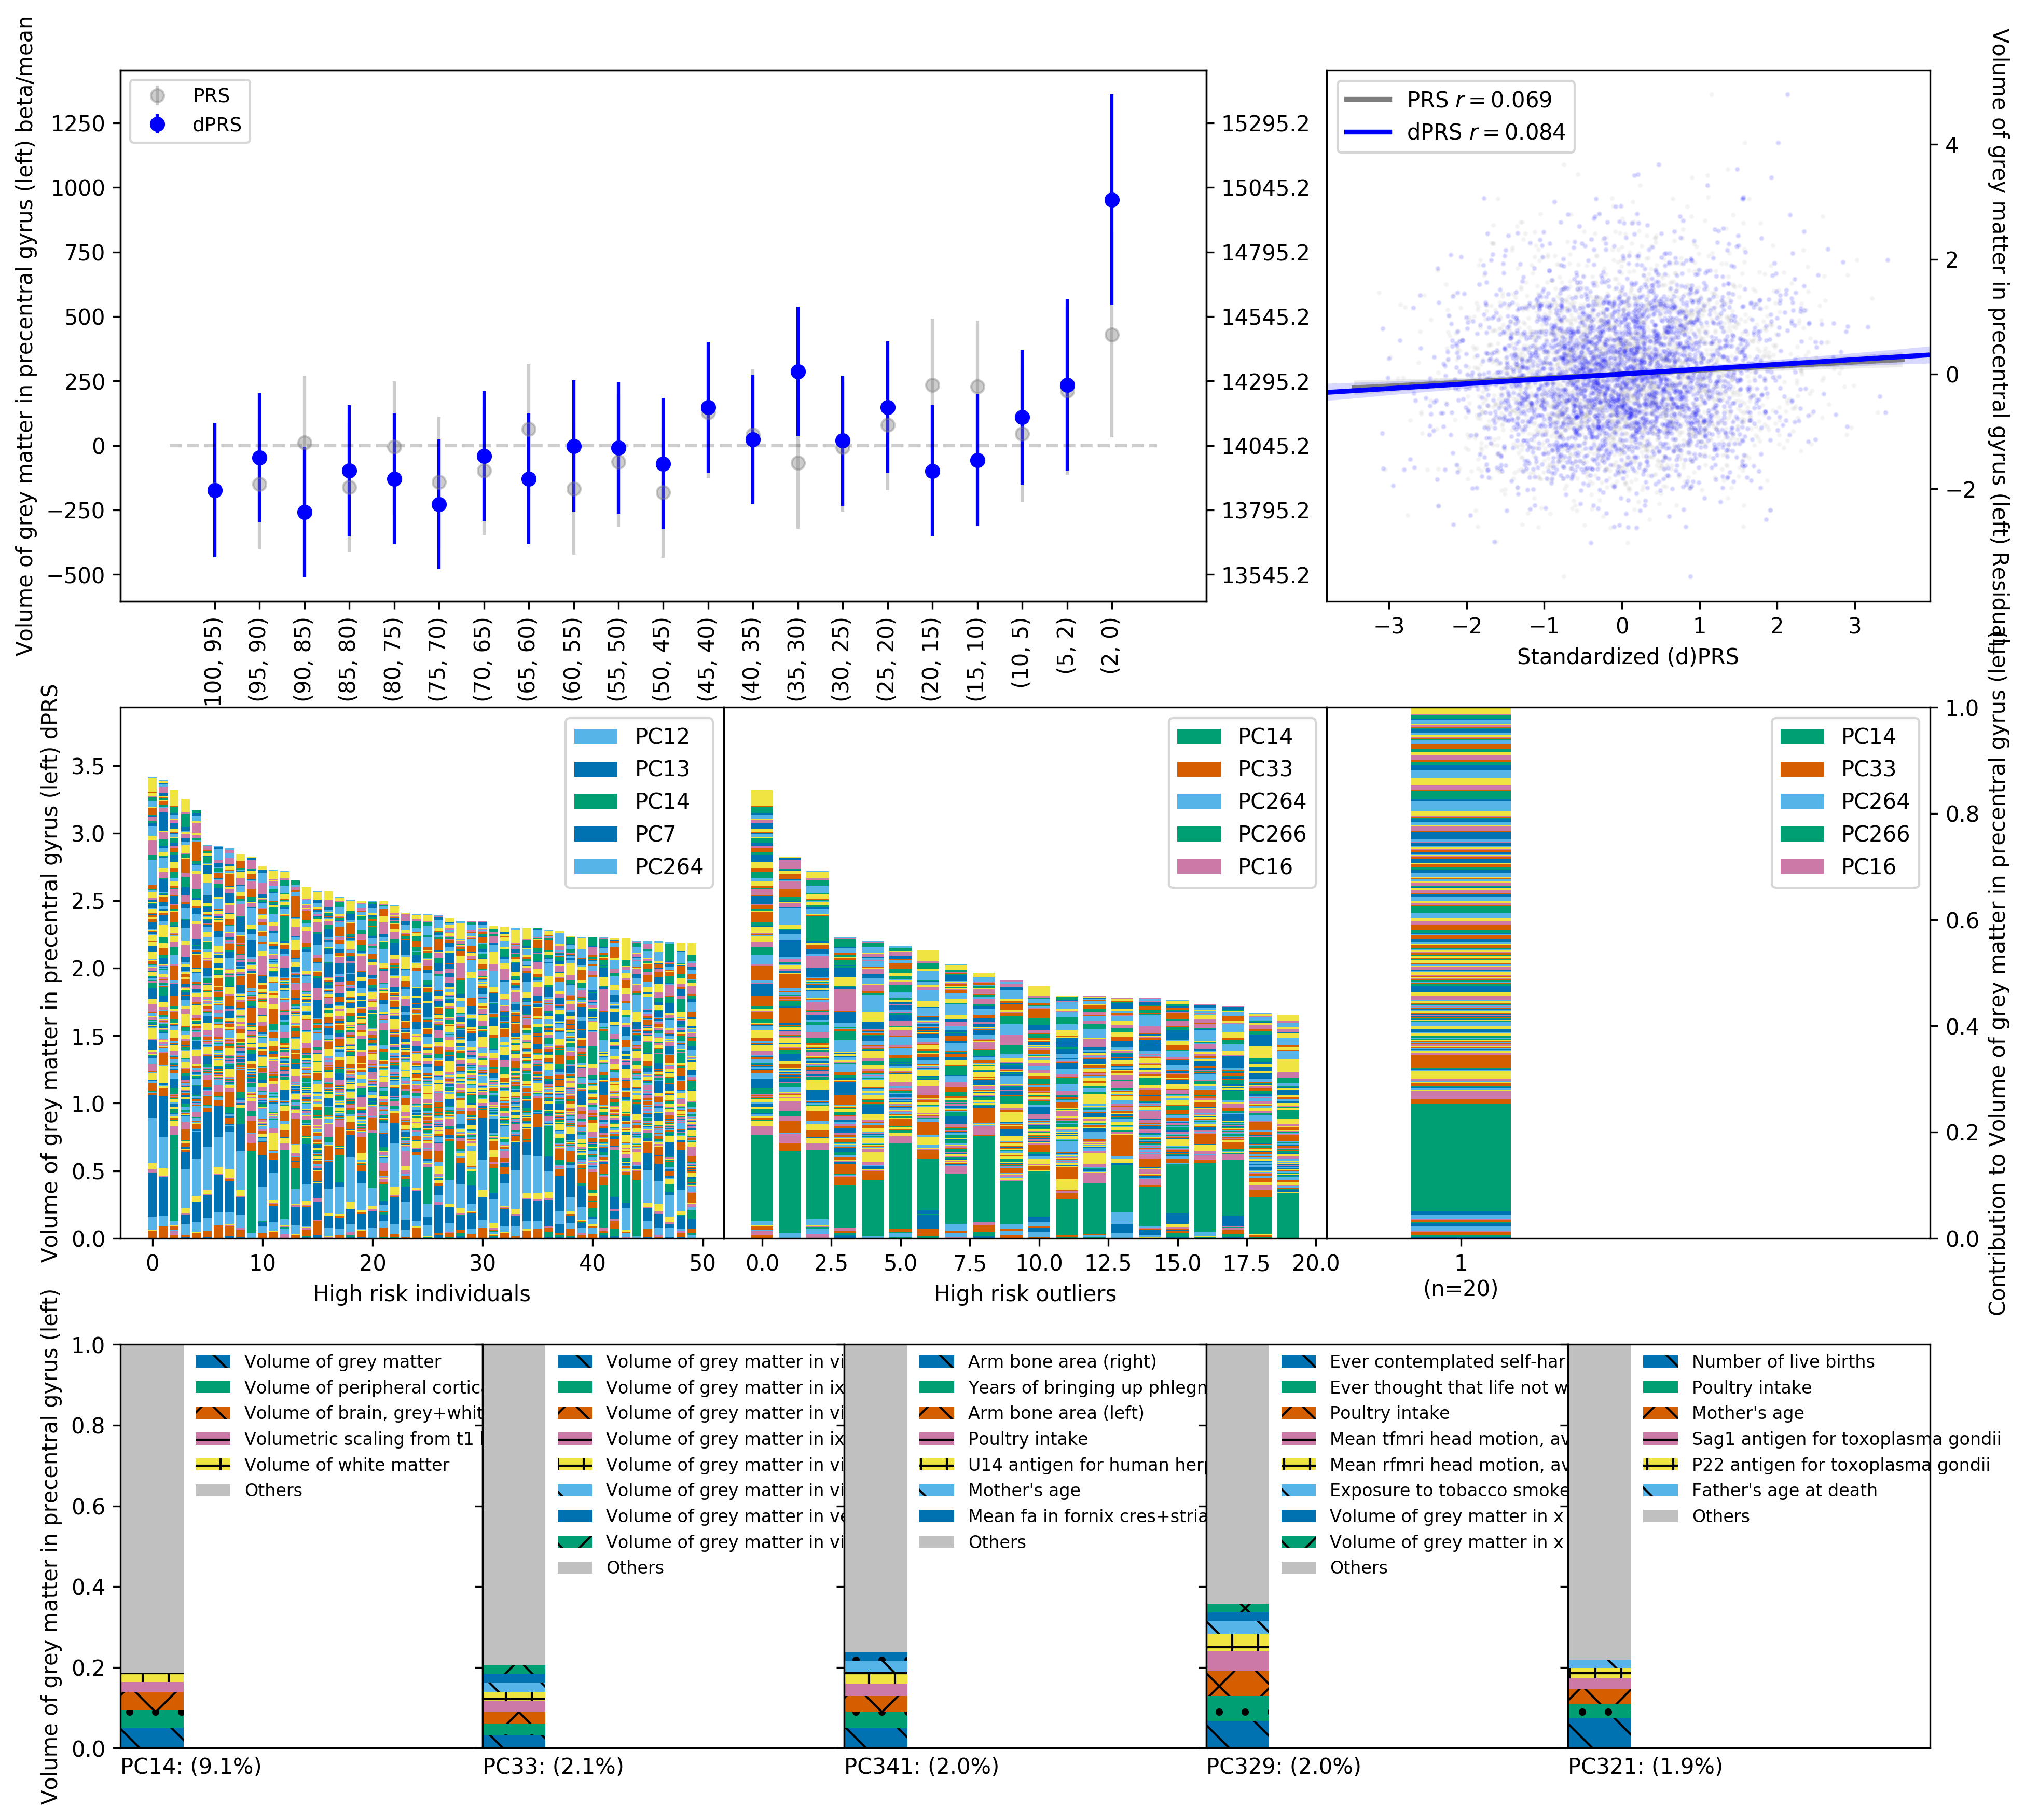 Volume of grey matter in precentral gyrus (left) beta/mean
1250
1000
750
500
250
0
−250
−500
PRS
dPRS
15295.2
15045.2
14795.2
14545.2
14295.2
14045.2
13795.2
13545.2
100, 95)
(95, 90)
(90, 85)
(85, 80)
(80, 75)
(75, 70)
(70, 65)
(65, 60)
(60, 55)
(55, 50)
(50, 45)
(45, 40)
(40, 35)
(35, 30)
(30, 25)
(25, 20)
(20, 15)
(15, 10)
(10, 5)
(5, 2)
(2, 0)
PRS r = 0.069
dPRS r = 0.084
4
2
0
−2
−3
−2
−1
0
1
2
3
Standardized (d)PRS
Volume of grey matter in precentral gyrus (left) Residual
Volume of grey matter in precentral gyrus (left) dPRS
3.5
3.0
2.5
2.0
1.5
1.0
0.5
0.0
PC12
PC13
PC14
PC7
PC264
0
10
20
30
40
50
High risk individuals
PC14
PC33
PC264
PC266
PC16
0.0
2.5
5.0
7.5
10.0
12.5
15.0
17.5
20.0
High risk outliers
PC14
PC33
PC264
PC266
PC16
1
(n=20)
1.0
0.8
0.6
0.4
0.2
0.0
Contribution to Volume of grey matter in precentral gyrus (left)
Volume of grey matter in precentral gyrus (left)
1.0
0.8
0.6
0.4
0.2
0.0
Volume of grey matter
Volume of peripheral cortic
Volume of brain, grey+whit
Volumetric scaling from t1
Volume of white matter
Others
PC14: (9.1%)
Volume of grey matter in vi
Volume of grey matter in ix
Volume of grey matter in vi
Volume of grey matter in ix
Volume of grey matter in vi
Volume of grey matter in vi
Volume of grey matter in ve
Volume of grey matter in vi
Others
PC33: (2.1%)
Arm bone area (right)
Years of bringing up phlegn
Arm bone area (left)
Poultry intake
U14 antigen for human her
Mother's age
Mean fa in fornix cres+stria
Others
PC341: (2.0%)
Ever contemplated self-har
Ever thought that life not w
Poultry intake
Mean tfmri head motion, av
Mean rfmri head motion, av
Exposure to tobacco smoke
Volume of grey matter in x
Volume of grey matter in x
Others
PC329: (2.0%)
Number of live births
Poultry intake
Mother's age
Sag1 antigen for toxoplasma gondii
P22 antigen for toxoplasma gondii
Father's age at death
Others
PC321: (1.9%)